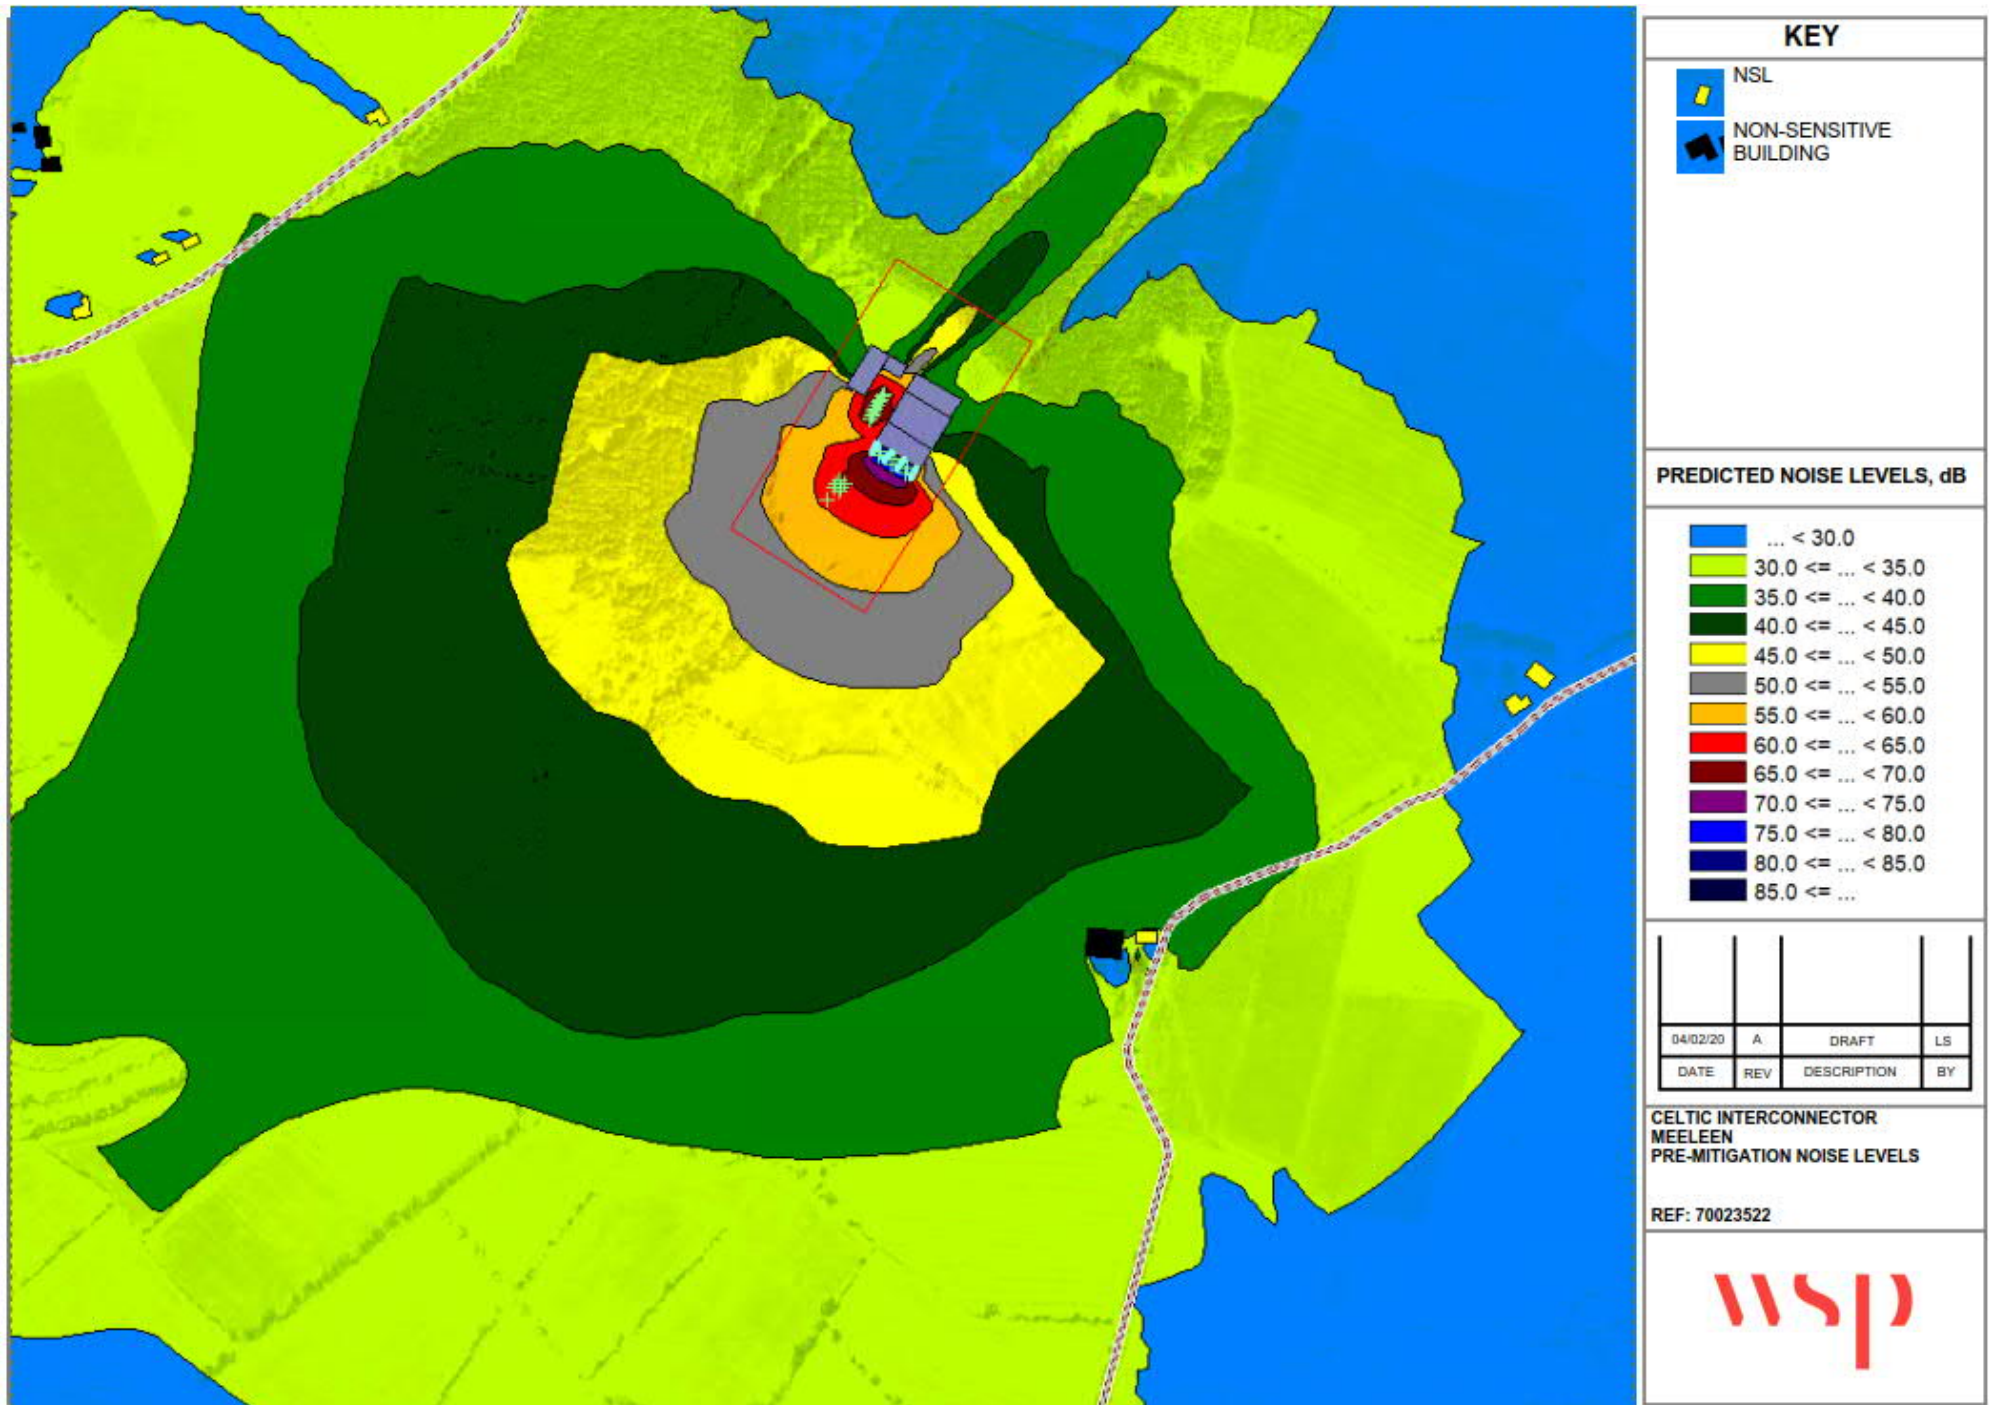 KEY
NSL
NON-SENSITIVE
BUILDING
PREDICTED NOISE LEVELS, dB
... < 30.0
30.0 <= ... < 35.0
35.0 <= ... < 40.0
40.0 <= ... < 45.0
45.0 <= ... < 50.0
50.0 <= ... < 55.0
55.0 <= ... < 60.0
60.0 <= ... < 65.0
65.0 <= ... < 70.0
70.0 <= ... < 75.0
75.0 <= ... < 80.0
80.0 <= ... < 85.0
85.0 <= ...
04/02/20 A DRAFT LS
DATE REV DESCRIPTION BY
CELTIC INTERCONNECTOR
MEELEEN
PRE-MITIGATION NOISE LEVELS
REF: 70023522
wsp